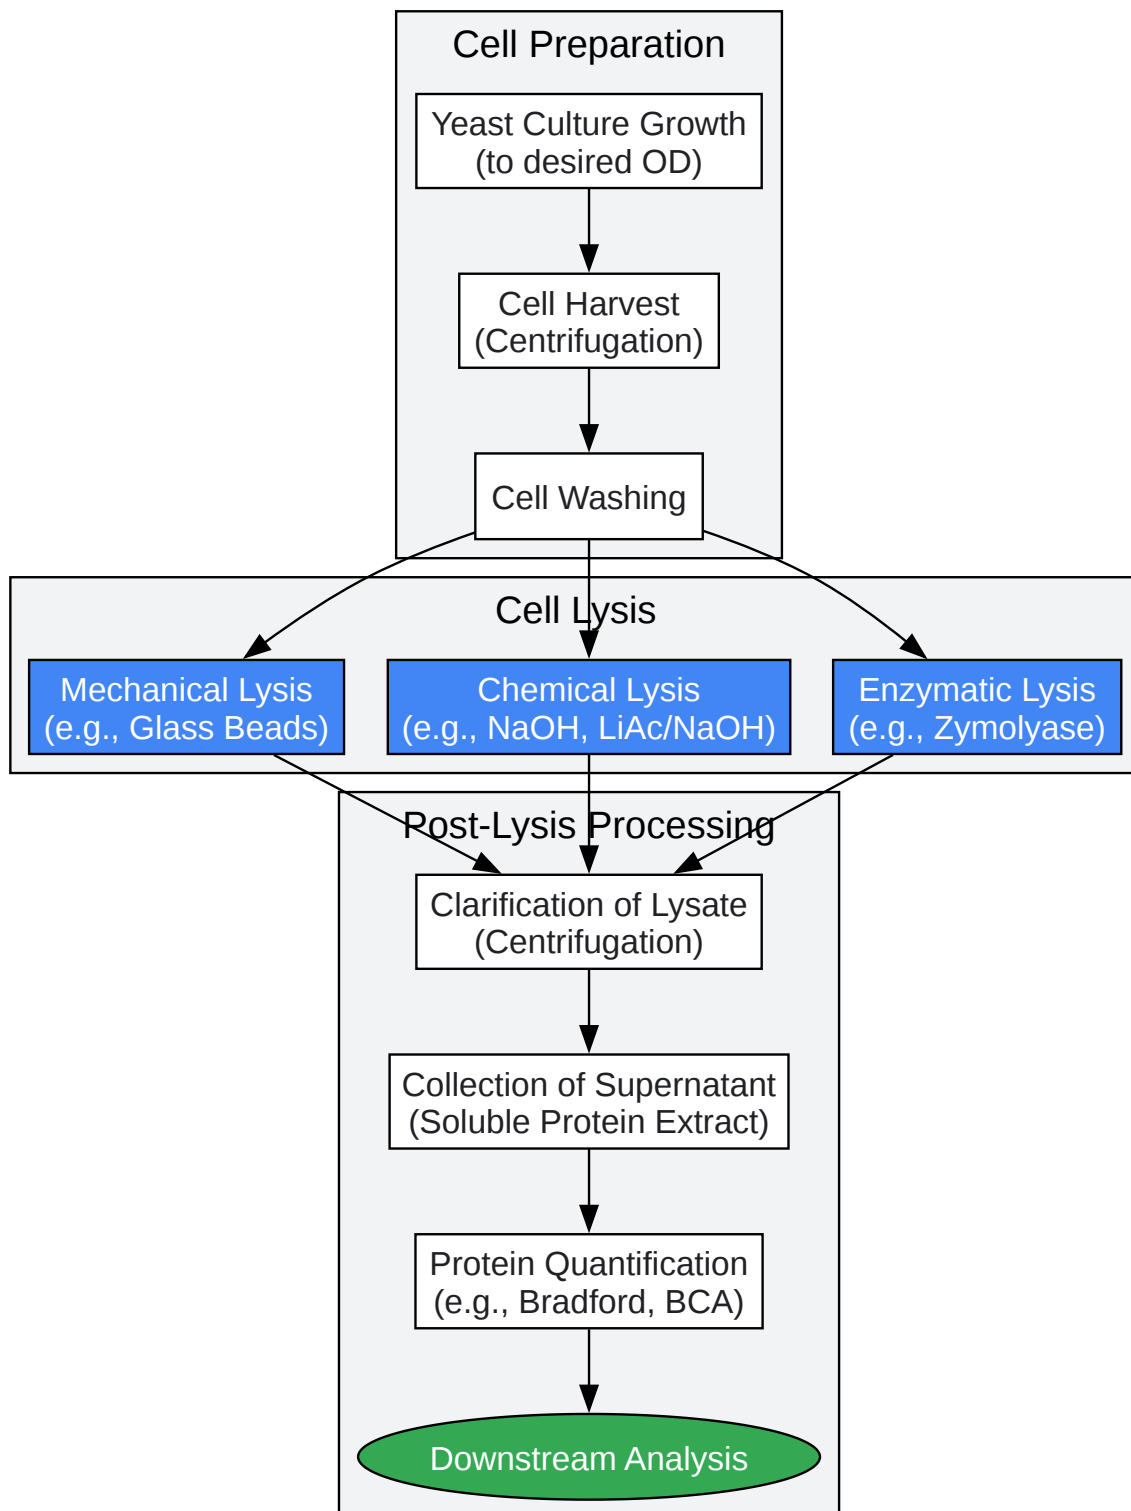 Cell Preparation
Yeast Culture Growth
(to desired OD)
Cell Harvest
(Centrifugation)
Cell Washing
Cell Lysis
Mechanical Lysis
(e.g., Glass Beads)
Chemical Lysis
(e.g., NaOH, LiAc/NaOH)
Enzymatic Lysis
(e.g., Zymolyase)
Post-Lysis Processing
Clarification of Lysate
(Centrifugation)
Collection of Supernatant
(Soluble Protein Extract)
Protein Quantification
(e.g., Bradford, BCA)
Downstream Analysis